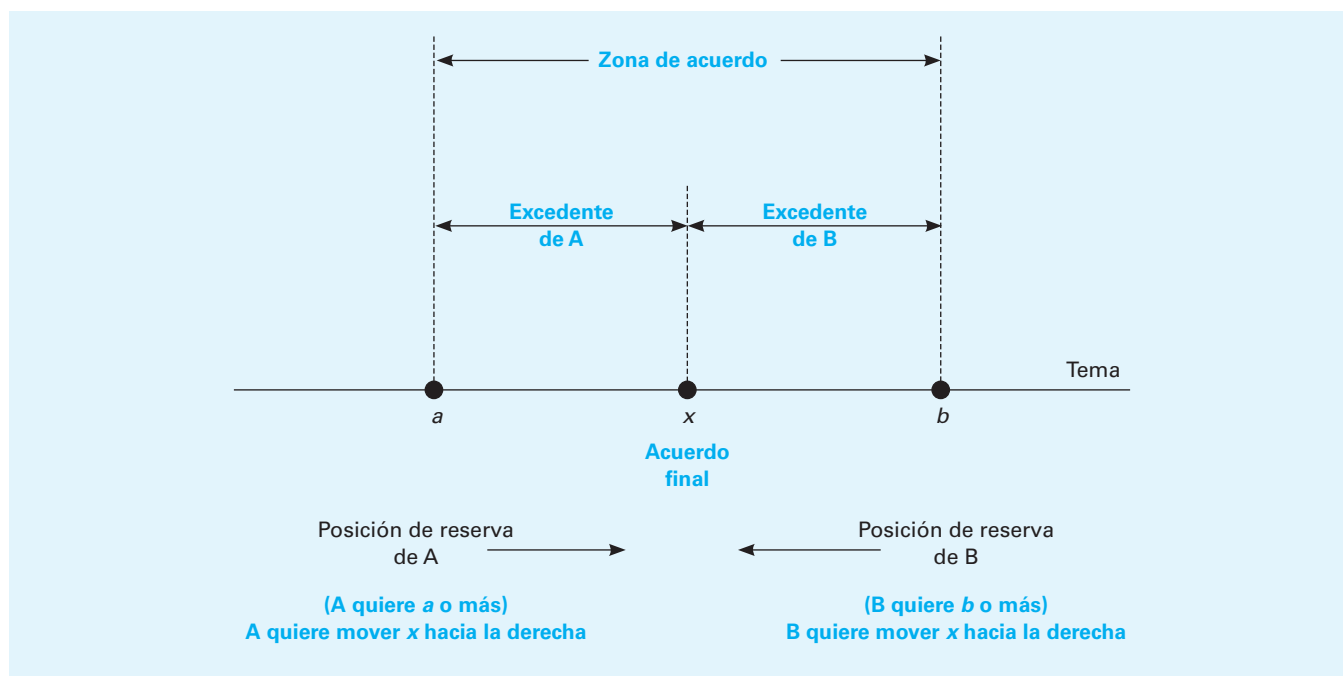 Zona de acuerdo
Excedente
de A
Excedente
de B
Tema
a
x
b
Acuerdo
final
Posición de reserva
de A
Posición de reserva
de B
(A quiere a o más)
A quiere mover x hacia la derecha
(B quiere b o más)
B quiere mover x hacia la derecha